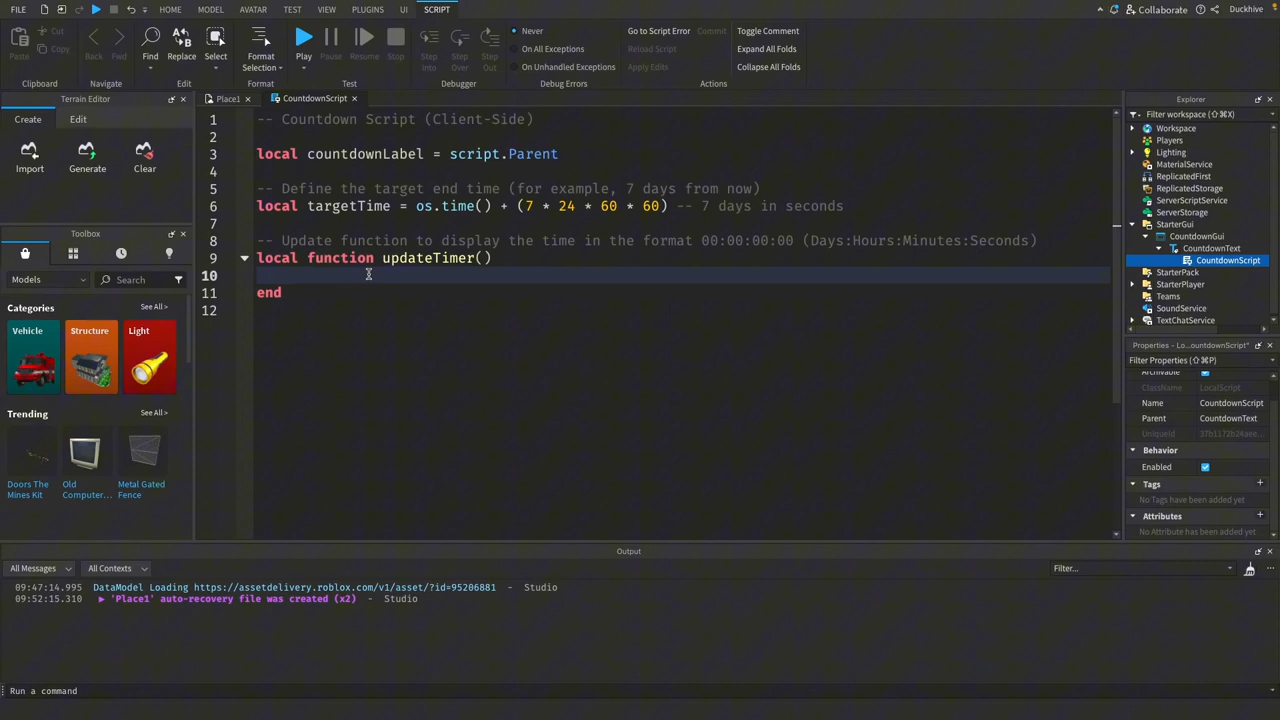 FILE HOME MODEL AVATAR TEST VIEW PLUGINS UI SCRIPT Collaborate Duckhive
Paste Cut Copy Back Fwd Find Replace Select Format Selection Play Pause Resume Stop Step Into Step Over Step Out
Never
On All Exceptions
On Unhandled Exceptions
Go to Script Error
Reload Script
Apply Edits
Toggle Comment
Expand All Folds
Collapse All Folds
Clipboard Navigate Edit Format Test Debugger Debug Errors Actions
Terrain Editor
Create Edit
Import Generate Clear
Toolbox
Models Search
Categories See All >
Vehicle Structure Light
Trending See All >
Doors The Mines Kit
Old Computer...
Metal Gated Fence
Place1 CountdownScript
1 -- Countdown Script (Client-Side)
2
3 local countdownLabel = script.Parent
4
5 -- Define the target end time (for example, 7 days from now)
6 local targetTime = os.time() + (7 * 24 * 60 * 60) -- 7 days in seconds
7
8 -- Update function to display the time in the format 00:00:00:00 (Days:Hours:Minutes:Seconds)
9 local function updateTimer()
10
11 end
12
Explorer
Filter workspace (⇧⌘X)
Workspace
Players
Lighting
MaterialService
ReplicatedFirst
ReplicatedStorage
ServerScriptService
ServerStorage
StarterGui
CountdownGui
CountdownText
CountdownScript
StarterPack
StarterPlayer
Teams
SoundService
TextChatService
Properties - Lo...ountdownScript"
Filter Properties (⇧⌘P)
Archivable
ClassName LocalScript
Name CountdownScript
Parent CountdownText
UniqueId 37b1172b24aee...
Behavior
Enabled
Tags
No Tags have been added yet
Attributes
No Attribute has been added yet
Output
All Messages All Contexts Filter...
09:47:14.995 DataModel Loading https://assetdelivery.roblox.com/v1/asset/?id=95206881 - Studio
09:52:15.310 'Place1' auto-recovery file was created (x2) - Studio
Run a command